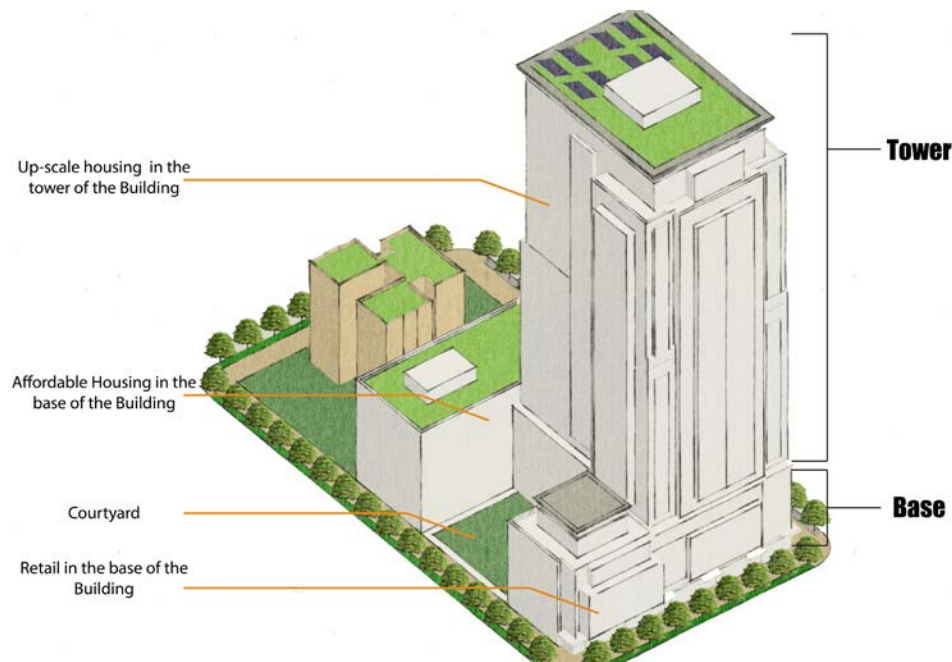 Up-scale housing in the
tower of the Building
Tower
Affordable Housing in the
base of the Building
Courtyard
Base
Retail in the base of the
Building